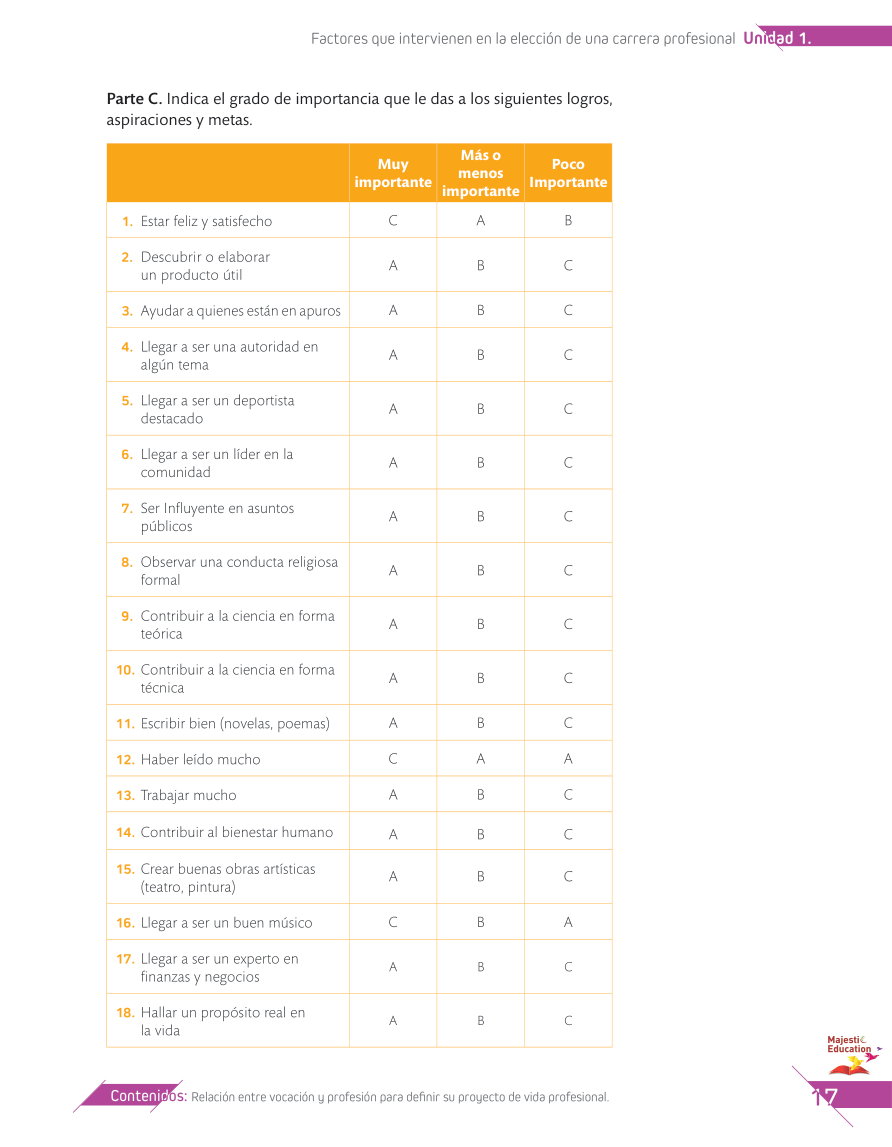 Factores que intervienen en la elección de una carrera profesional Unidad 1.
Parte C. Indica el grado de importancia que le das a los siguientes logros,
aspiraciones y metas.
Muy importante Más o menos importante Poco Importante
1. Estar feliz y satisfecho C A B
2. Descubrir o elaborar
un producto útil A B C
3. Ayudar a quienes están en apuros A B C
4. Llegar a ser una autoridad en
algún tema A B C
5. Llegar a ser un deportista
destacado A B C
6. Llegar a ser un líder en la
comunidad A B C
7. Ser Influyente en asuntos
públicos A B C
8. Observar una conducta religiosa
formal A B C
9. Contribuir a la ciencia en forma
teórica A B C
10. Contribuir a la ciencia en forma
técnica A B C
11. Escribir bien (novelas, poemas) A B C
12. Haber leído mucho C A A
13. Trabajar mucho A B C
14. Contribuir al bienestar humano A B C
15. Crear buenas obras artísticas
(teatro, pintura) A B C
16. Llegar a ser un buen músico C B A
17. Llegar a ser un experto en
finanzas y negocios A B C
18. Hallar un propósito real en
la vida A B C
Majestic
Education
Contenidos: Relación entre vocación y profesión para definir su proyecto de vida profesional.
17